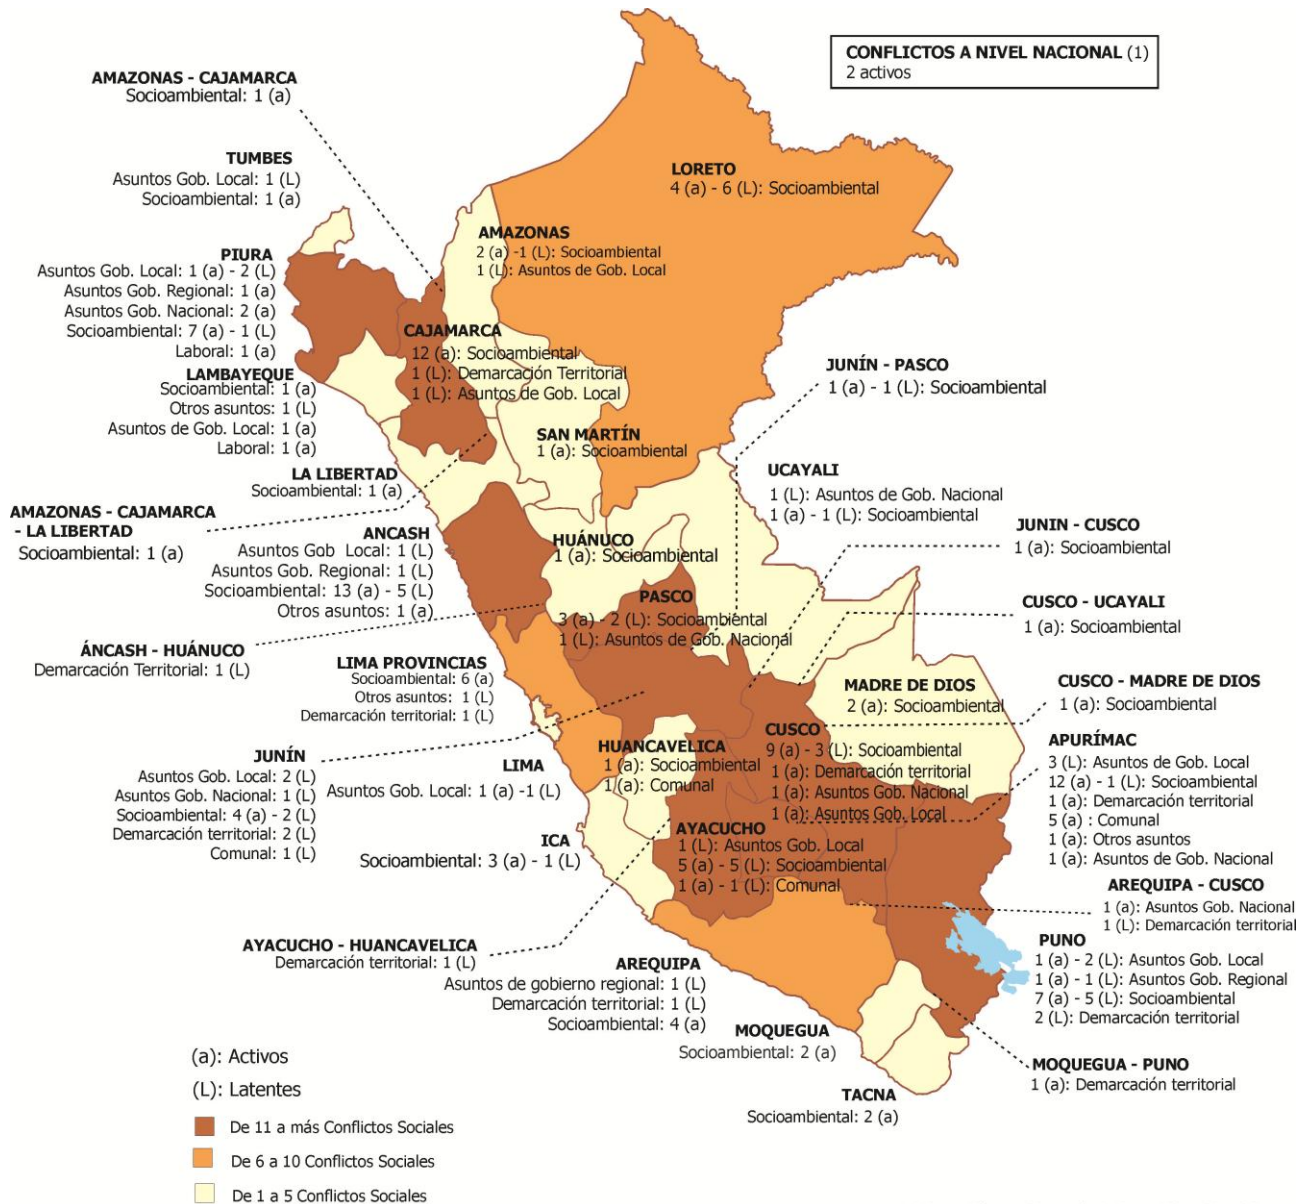 CONFLICTOS A NIVEL NACIONAL (1)
2 activos
AMAZONAS - CAJAMARCA
Socioambiental: 1 (a)
TUMBES
Asuntos Gob. Local: 1 (L)
Socioambiental: 1 (a)
LORETO
4 (a) - 6 (L): Socioambiental
AMAZONAS
2 (a) -1 (L): Socioambiental
1 (L): Asuntos de Gob. Local
PIURA
Asuntos Gob. Local: 1 (a) - 2 (L)
Asuntos Gob. Regional: 1 (a)
Asuntos Gob. Nacional: 2 (a)
Socioambiental: 7 (a) - 1 (L)
Laboral: 1 (a)
CAJAMARCA
12 (a): Socioambiental
1 (L): Demarcación Territorial
1 (L): Asuntos de Gob. Local
LAMBAYEQUE
Socioambiental: 1 (a)
Otros asuntos: 1 (L)
Asuntos de Gob. Local: 1 (a)
Laboral: 1 (a)
JUNÍN - PASCO
1 (a) - 1 (L): Socioambiental
SAN MARTÍN
1 (a): Socioambiental
LA LIBERTAD
Socioambiental: 1 (a)
UCAYALI
1 (L): Asuntos de Gob. Nacional
1 (a) - 1 (L): Socioambiental
AMAZONAS - CAJAMARCA
- LA LIBERTAD
Socioambiental: 1 (a)
ANCASH
Asuntos Gob Local: 1 (L)
Asuntos Gob. Regional: 1 (L)
Socioambiental: 13 (a) - 5 (L)
Otros asuntos: 1 (a)
HUÁNUCO
1 (a): Socioambiental
JUNIN - CUSCO
1 (a): Socioambiental
PASCO
3 (a) - 2 (L): Socioambiental
1 (L): Asuntos de Gob. Nacional
CUSCO - UCAYALI
1 (a): Socioambiental
ÁNCASH - HUÁNUCO
Demarcación Territorial: 1 (L)
LIMA PROVINCIAS
Socioambiental: 6 (a)
Otros asuntos: 1 (L)
Demarcación territorial: 1 (L)
MADRE DE DIOS
2 (a): Socioambiental
CUSCO - MADRE DE DIOS
1 (a): Socioambiental
CUSCO
9 (a) - 3 (L): Socioambiental
1 (a): Demarcación territorial
1 (a): Asuntos Gob. Nacional
1 (a): Asuntos Gob. Local
APURÍMAC
3 (L): Asuntos de Gob. Local
12 (a) - 1 (L): Socioambiental
1 (a): Demarcación territorial
5 (a) : Comunal
1 (a): Otros asuntos
1 (a): Asuntos de Gob. Nacional
JUNÍN
Asuntos Gob. Local: 2 (L)
Asuntos Gob. Nacional: 1 (L)
Socioambiental: 4 (a) - 2 (L)
Demarcación territorial: 2 (L)
Comunal: 1 (L)
HUANCAVELICA
1 (a): Socioambiental
1 (a): Comunal
LIMA
Asuntos Gob. Local: 1 (a) -1 (L)
ICA
Socioambiental: 3 (a) - 1 (L)
AYACUCHO
1 (L): Asuntos Gob. Local
5 (a) - 5 (L): Socioambiental
1 (a) - 1 (L): Comunal
AREQUIPA - CUSCO
1 (a): Asuntos Gob. Nacional
1 (L): Demarcación territorial
AYACUCHO - HUANCAVELICA
Demarcación territorial: 1 (L)
PUNO
1 (a) - 2 (L): Asuntos Gob. Local
1 (a) - 1 (L): Asuntos Gob. Regional
7 (a) - 5 (L): Socioambiental
2 (L): Demarcación territorial
AREQUIPA
Asuntos de gobierno regional: 1 (L)
Demarcación territorial: 1 (L)
Socioambiental: 4 (a)
MOQUEGUA
Socioambiental: 2 (a)
MOQUEGUA - PUNO
1 (a): Demarcación territorial
TACNA
Socioambiental: 2 (a)
(a): Activos
(L): Latentes
De 11 a más Conflictos Sociales
De 6 a 10 Conflictos Sociales
De 1 a 5 Conflictos Sociales